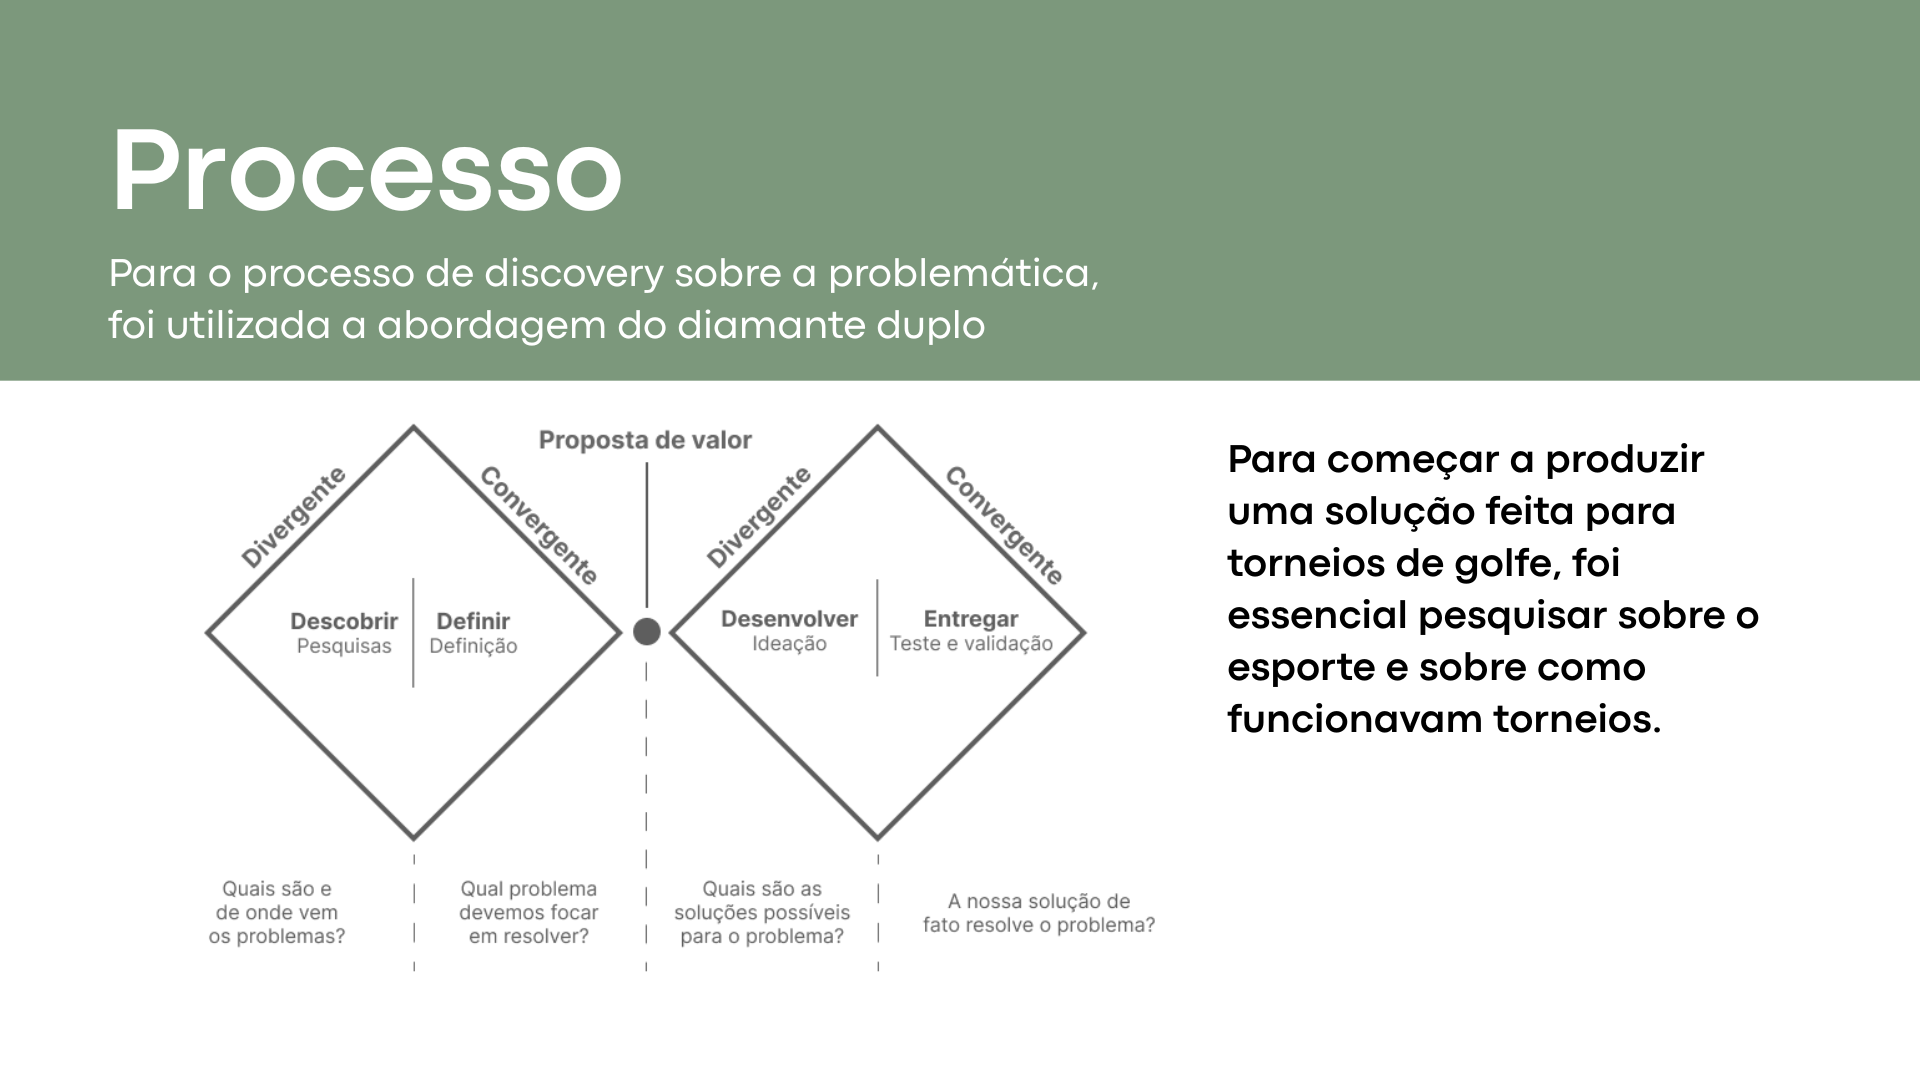 Processo
Para o processo de discovery sobre a problemática,
foi utilizada a abordagem do diamante duplo
Proposta de valor
Divergente
Convergente
Descobrir
Pesquisas
Definir
Definição
Divergente
Convergente
Desenvolver
Ideação
Entregar
Teste e validação
Quais são e
de onde vem
os problemas?
Qual problema
devemos focar
em resolver?
Quais são as
soluções possíveis
para o problema?
A nossa solução de
fato resolve o problema?
Para começar a produzir
uma solução feita para
torneios de golfe, foi
essencial pesquisar sobre o
esporte e sobre como
funcionavam torneios.